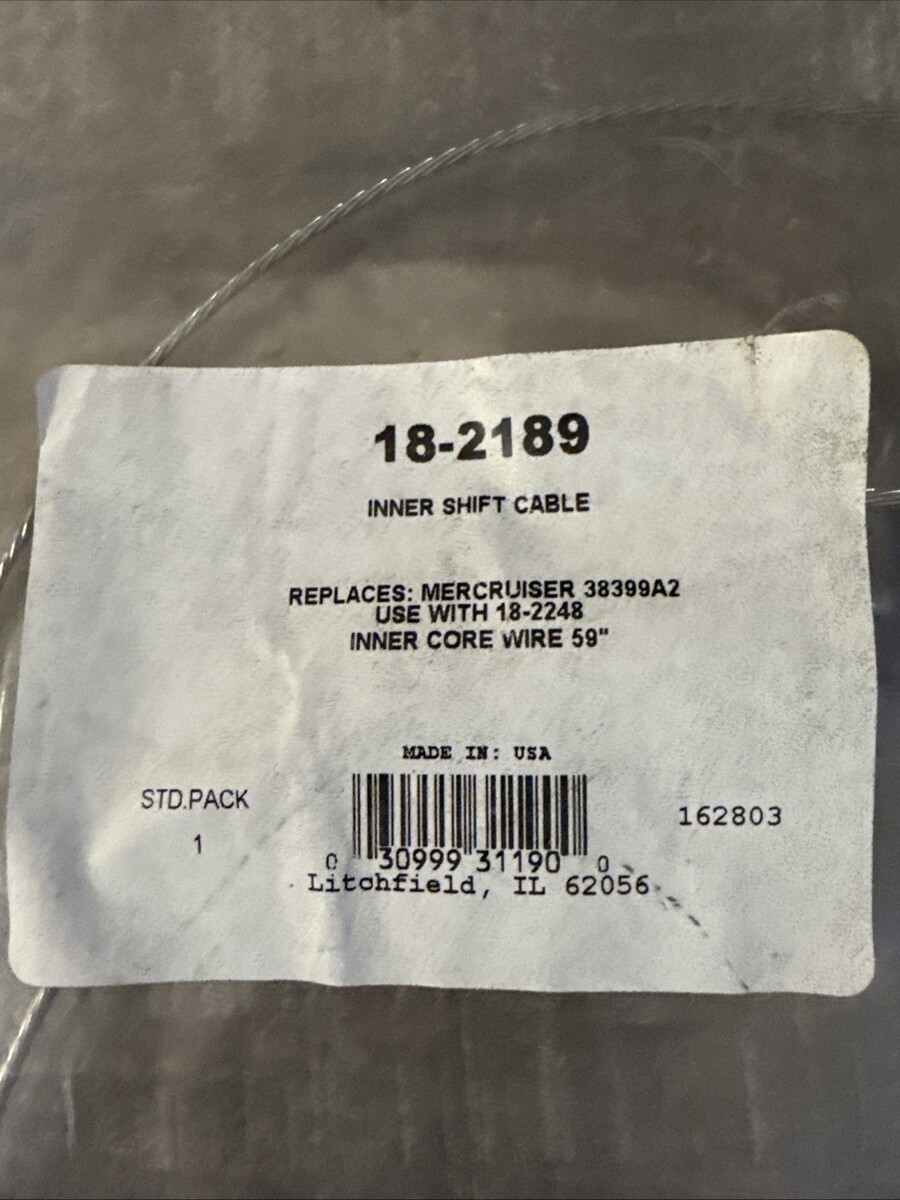 18-2189
INNER SHIFT CABLE
REPLACES: MERCRUISER 38399A2
USE WITH 18-2248
INNER CORE WIRE 59"
MADE IN: USA
STD.PACK
1
162803
0 30999 31190 0
Litchfield, IL 62056